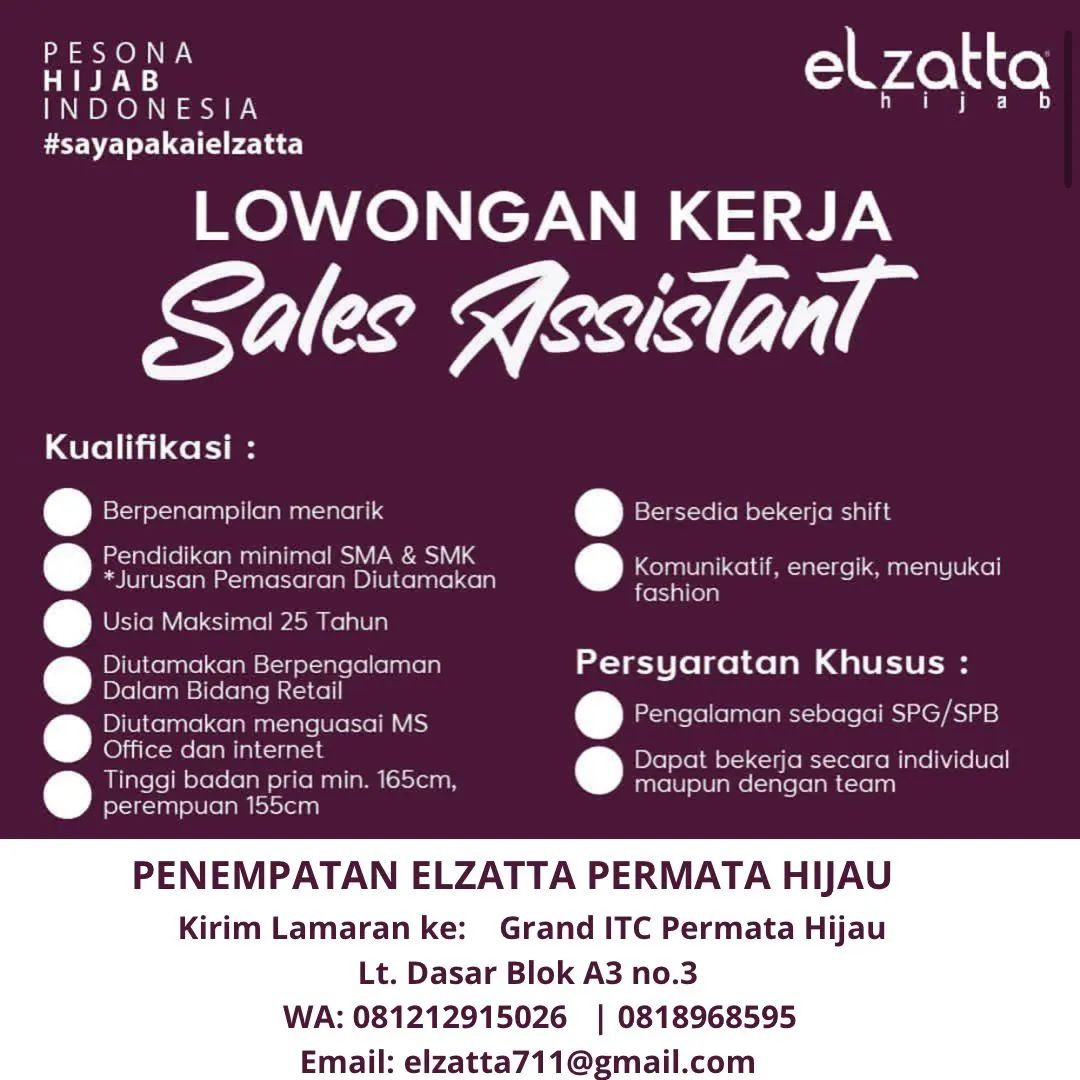 PESONA
HIJAB
INDONESIA
#sayapakaielzatta
elzatta
hijab
LOWONGAN KERJA
Sales Assistant
Kualifikasi :
Berpenampilan menarik
Pendidikan minimal SMA & SMK
*Jurusan Pemasaran Diutamakan
Usia Maksimal 25 Tahun
Diutamakan Berpengalaman
Dalam Bidang Retail
Diutamakan menguasai MS
Office dan internet
Tinggi badan pria min. 165cm,
perempuan 155cm
Bersedia bekerja shift
Komunikatif, energik, menyukai
fashion
Persyaratan Khusus :
Pengalaman sebagai SPG/SPB
Dapat bekerja secara individual
maupun dengan team
PENEMPATAN ELZATTA PERMATA HIJAU
Kirim Lamaran ke: Grand ITC Permata Hijau
Lt. Dasar Blok A3 no.3
WA: 081212915026 | 0818968595
Email: elzatta711@gmail.com